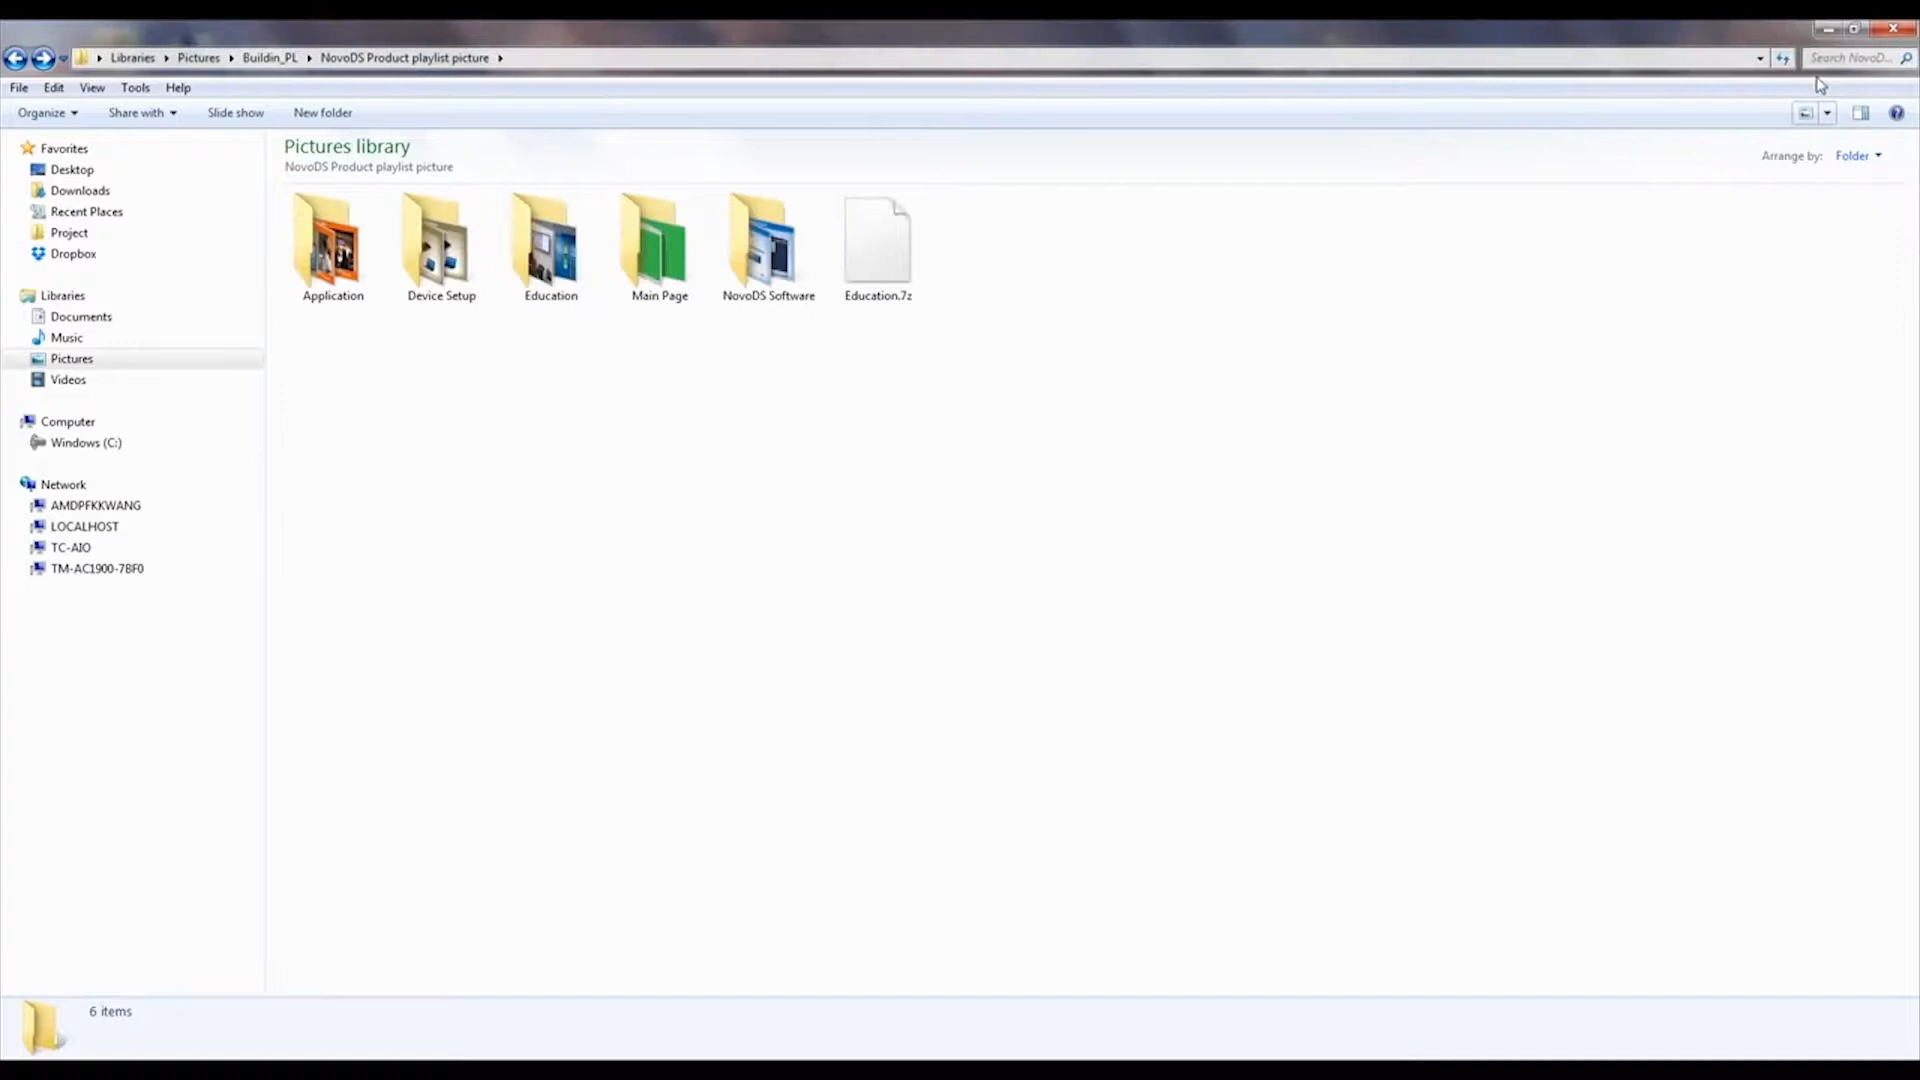 Libraries Pictures Buildin_PL NovoDS Product playlist picture
Search NovoD...
File Edit View Tools Help
Organize Share with Slide show New folder
Favorites
Desktop
Downloads
Recent Places
Project
Dropbox
Libraries
Documents
Music
Pictures
Videos
Computer
Windows (C:)
Network
AMDPFKKWANG
LOCALHOST
TC-AIO
TM-AC1900-7BF0
Pictures library
NovoDS Product playlist picture
Arrange by: Folder
Application
Device Setup
Education
Main Page
NovoDS Software
Education.7z
6 items